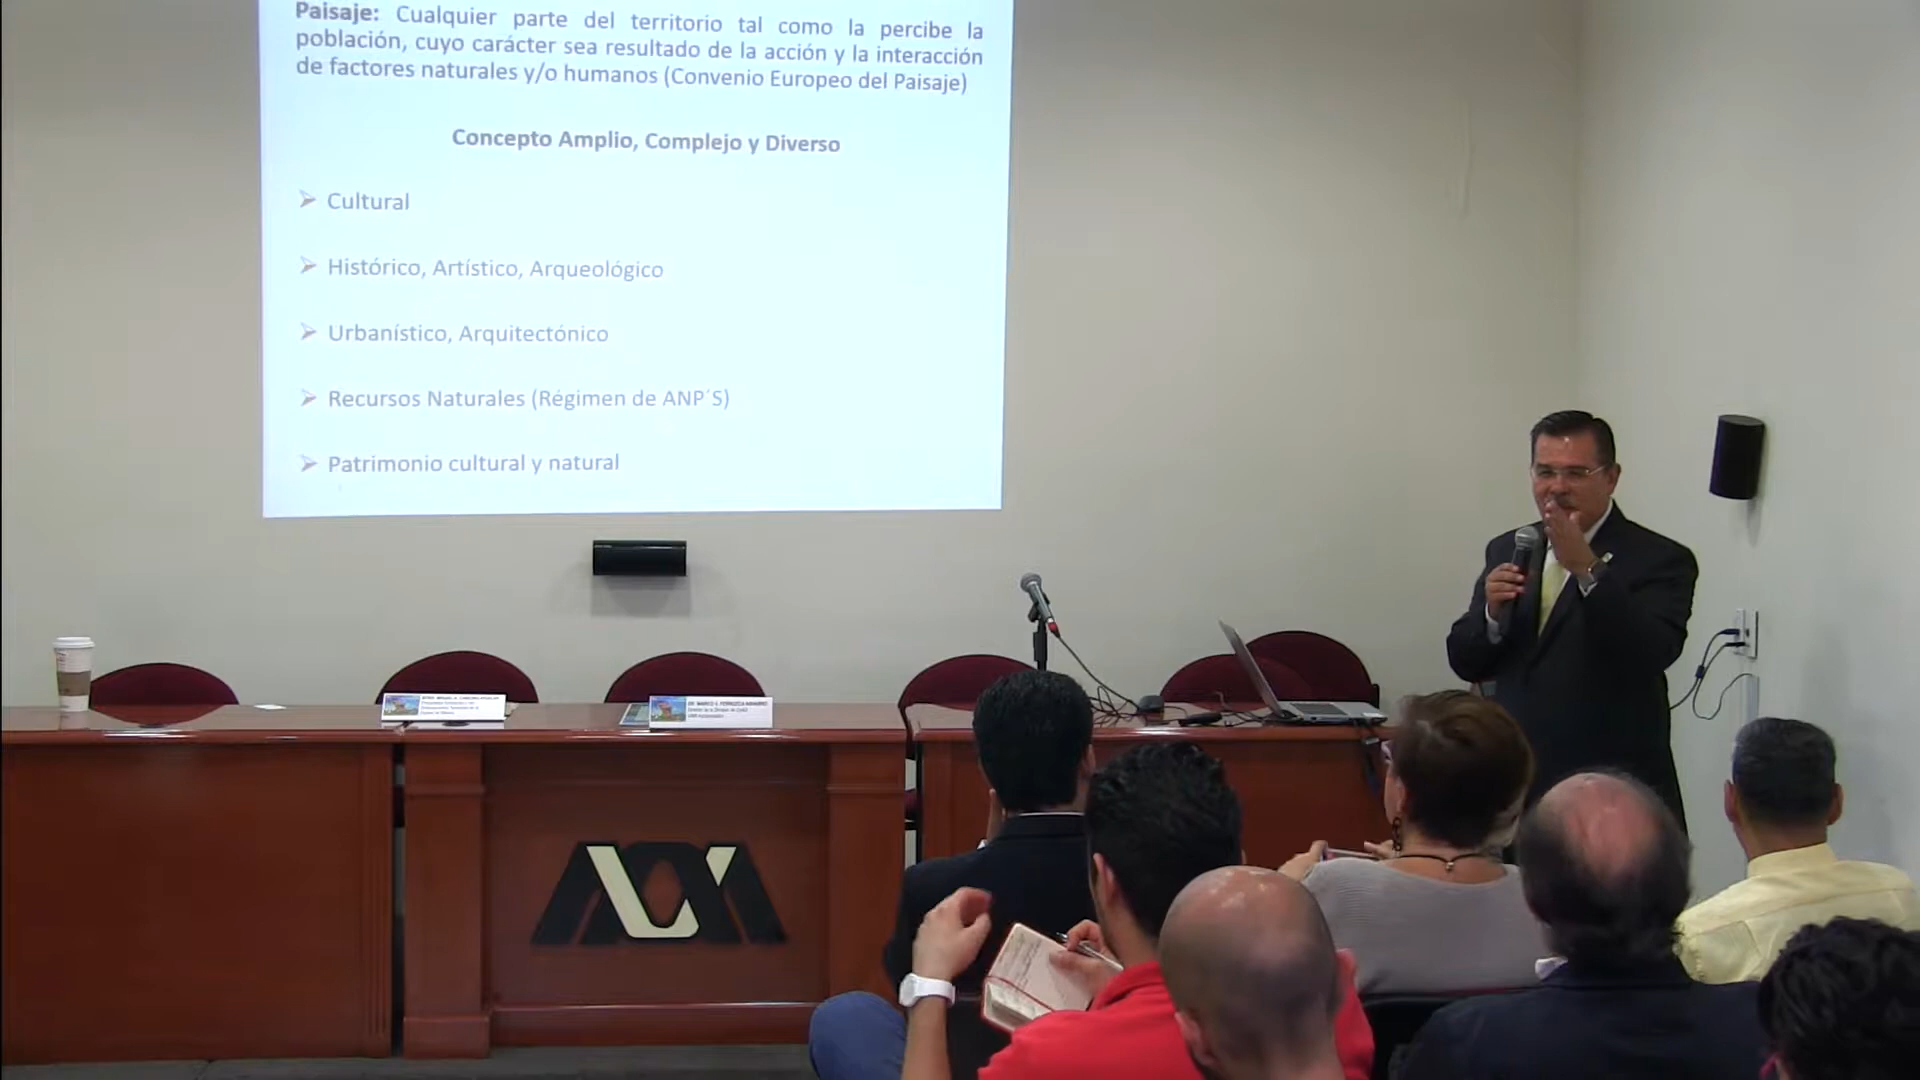 Paisaje: Cualquier parte del territorio tal como la percibe la
población, cuyo carácter sea resultado de la acción y la interacción
de factores naturales y/o humanos (Convenio Europeo del Paisaje)
Concepto Amplio, Complejo y Diverso
➢ Cultural
➢ Histórico, Artístico, Arqueológico
➢ Urbanístico, Arquitectónico
➢ Recursos Naturales (Régimen de ANP´S)
➢ Patrimonio cultural y natural